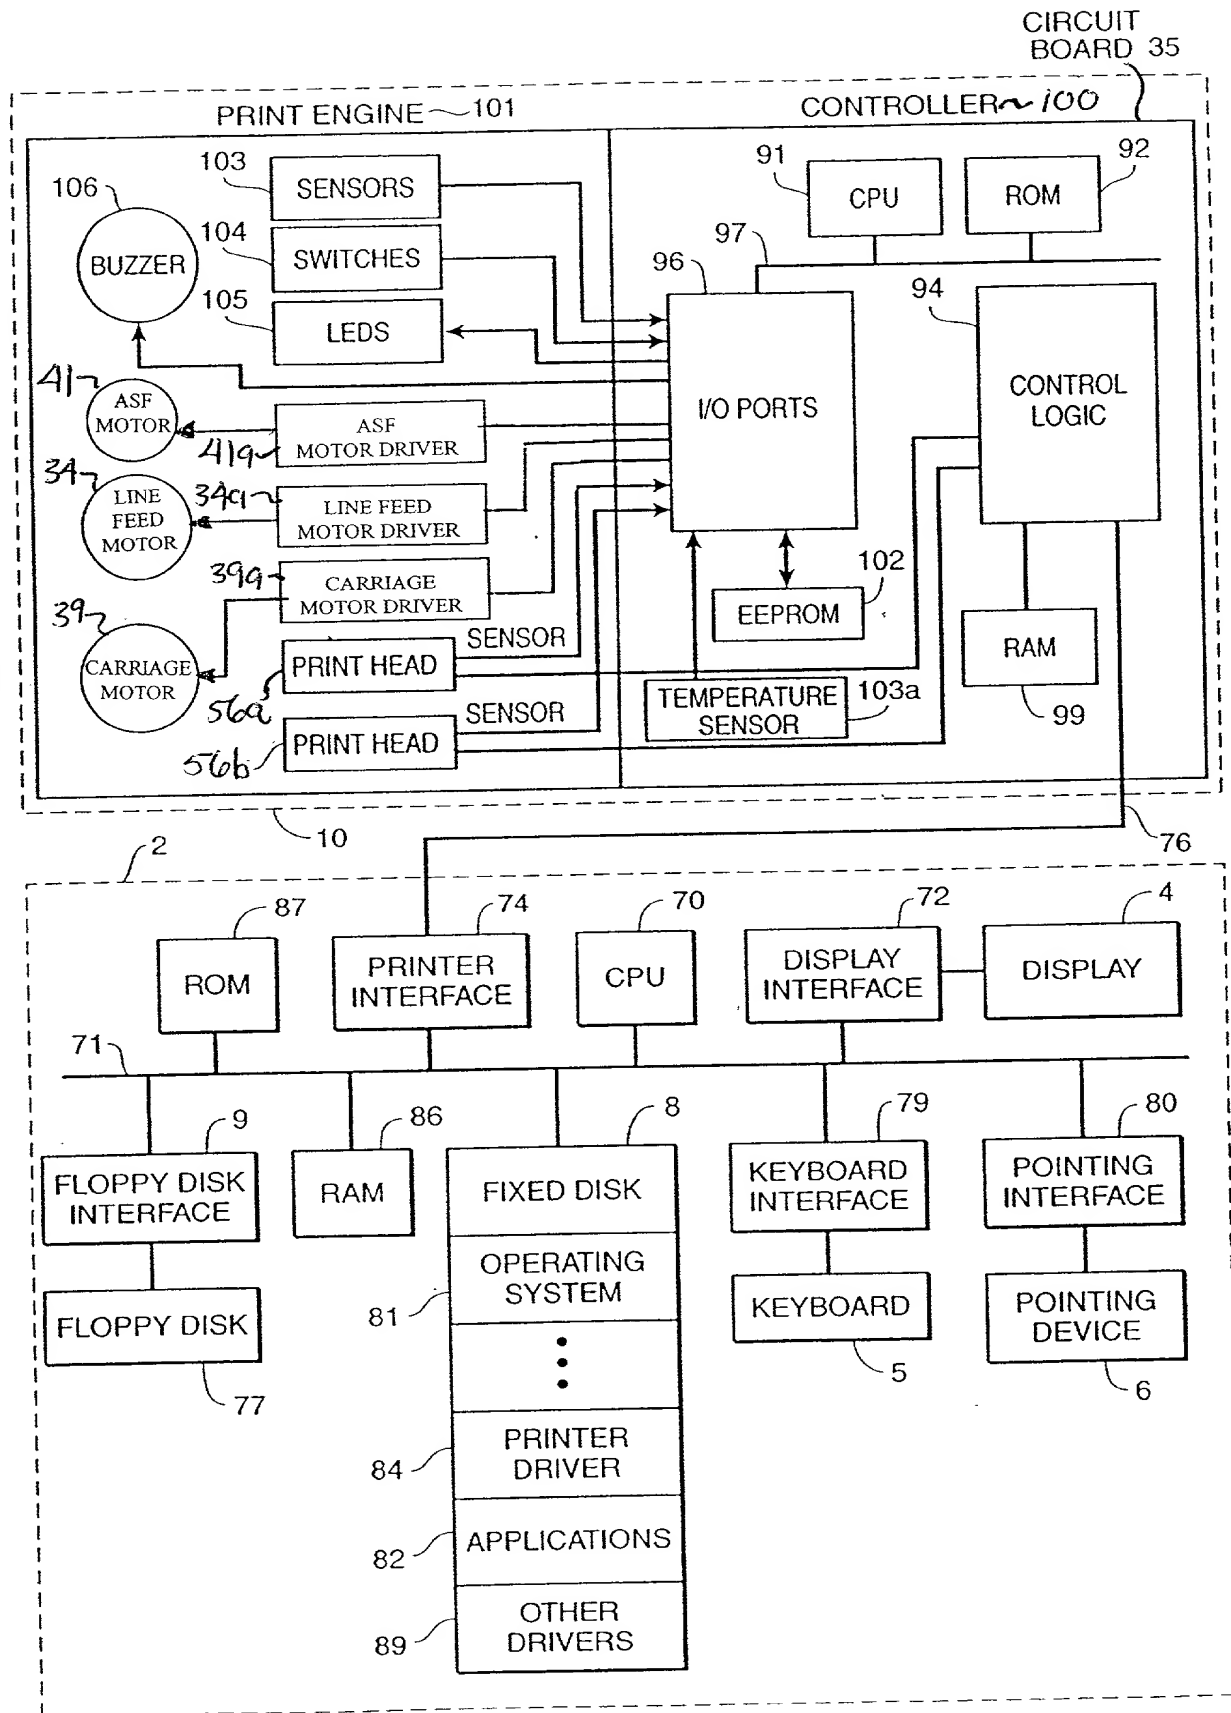 CIRCUIT
BOARD 35
PRINT ENGINE 101
CONTROLLER 100
103
SENSORS
106
BUZZER
104
SWITCHES
105
LEDS
41
ASF
MOTOR
ASF
MOTOR DRIVER
41a
34
LINE
FEED
MOTOR
34a
LINE FEED
MOTOR DRIVER
39a
CARRIAGE
MOTOR DRIVER
39
CARRIAGE
MOTOR
SENSOR
PRINT HEAD
56a
SENSOR
PRINT HEAD
56b
91
CPU
92
ROM
97
96
I/O PORTS
94
CONTROL
LOGIC
102
EEPROM
TEMPERATURE
SENSOR
103a
RAM
99
10
76
2
87
ROM
74
PRINTER
INTERFACE
70
CPU
72
DISPLAY
INTERFACE
4
DISPLAY
71
9
FLOPPY DISK
INTERFACE
86
RAM
8
FIXED DISK
79
KEYBOARD
INTERFACE
80
POINTING
INTERFACE
FLOPPY DISK
77
OPERATING
SYSTEM
81
KEYBOARD
5
POINTING
DEVICE
6
PRINTER
DRIVER
84
APPLICATIONS
82
OTHER
DRIVERS
89